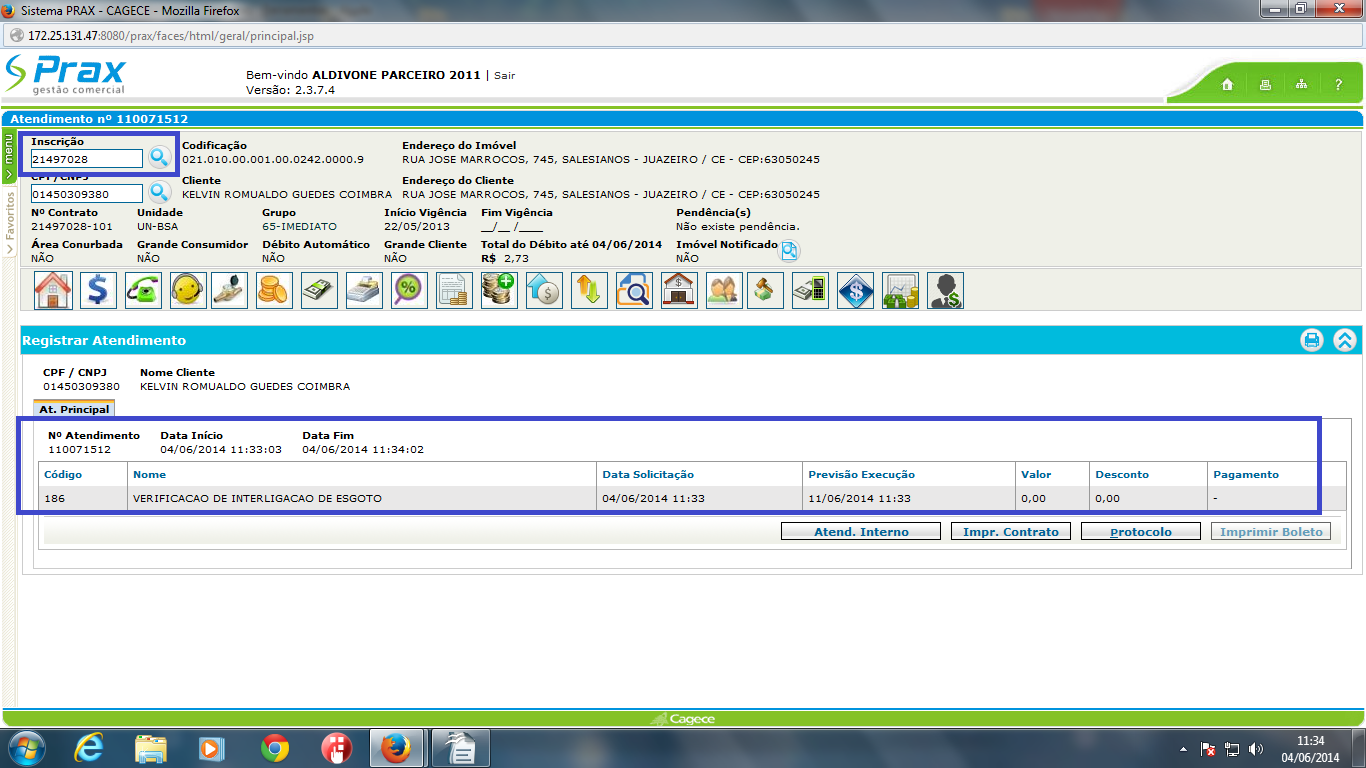 Sistema PRAX - CAGECE - Mozilla Firefox
172.25.131.47:8080/prax/faces/html/geral/principal.jsp
Prax
gestão comercial
Bem-vindo ALDIVONE PARCEIRO 2011 | Sair
Versão: 2.3.7.4
?
Atendimento nº 110071512
menu
Favoritos
Inscrição
21497028
Codificação
021.010.00.001.00.0242.0000.9
Endereço do Imóvel
RUA JOSE MARROCOS, 745, SALESIANOS - JUAZEIRO / CE - CEP:63050245
CPF/CNPJ
01450309380
Cliente
KELVIN ROMUALDO GUEDES COIMBRA
Endereço do Cliente
RUA JOSE MARROCOS, 745, SALESIANOS - JUAZEIRO / CE - CEP:63050245
Nº Contrato Unidade Grupo Início Vigência Fim Vigência Pendência(s)
21497028-101 UN-BSA 65-IMEDIATO 22/05/2013 __/__ /____ Não existe pendência.
Área Conurbada Grande Consumidor Débito Automático Grande Cliente Total do Débito até 04/06/2014 Imóvel Notificado
NÃO NÃO NÃO NÃO R$ 2,73 NÃO
Registrar Atendimento
CPF / CNPJ Nome Cliente
01450309380 KELVIN ROMUALDO GUEDES COIMBRA
At. Principal
Nº Atendimento Data Início Data Fim
110071512 04/06/2014 11:33:03 04/06/2014 11:34:02
Código Nome Data Solicitação Previsão Execução Valor Desconto Pagamento
186 VERIFICACAO DE INTERLIGACAO DE ESGOTO 04/06/2014 11:33 11/06/2014 11:33 0,00 0,00 -
Atend. Interno Impr. Contrato Protocolo Imprimir Boleto
Cagece
11:34
04/06/2014